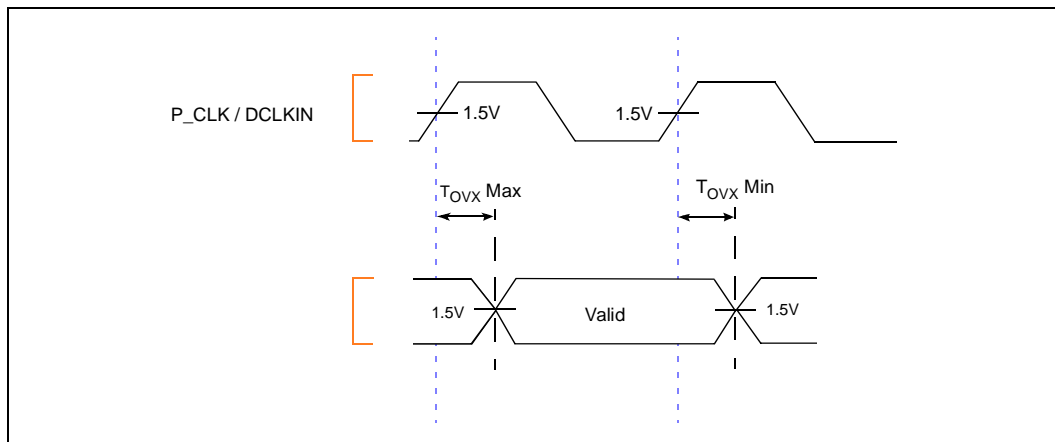 P_CLK / DCLKIN
1.5V
1.5V
TOVX Max
TOVX Min
1.5V
Valid
1.5V